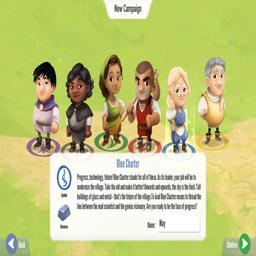 New Campaign
Blue Charter
Progress, technology, future! Blue Charter stands for all of these. As its leader, your job will be to
modernize the village. Take the old and make it better! Onwards and upwards, the sky is the limit. Tall
buildings of glass and metal - that's the future of the village. To lead Blue Charter means to thread the
line between the mad scientist and the genius visionary. Are you ready to be the face of progress?
Symbol
Resource
Name:
May
Back
Confirm